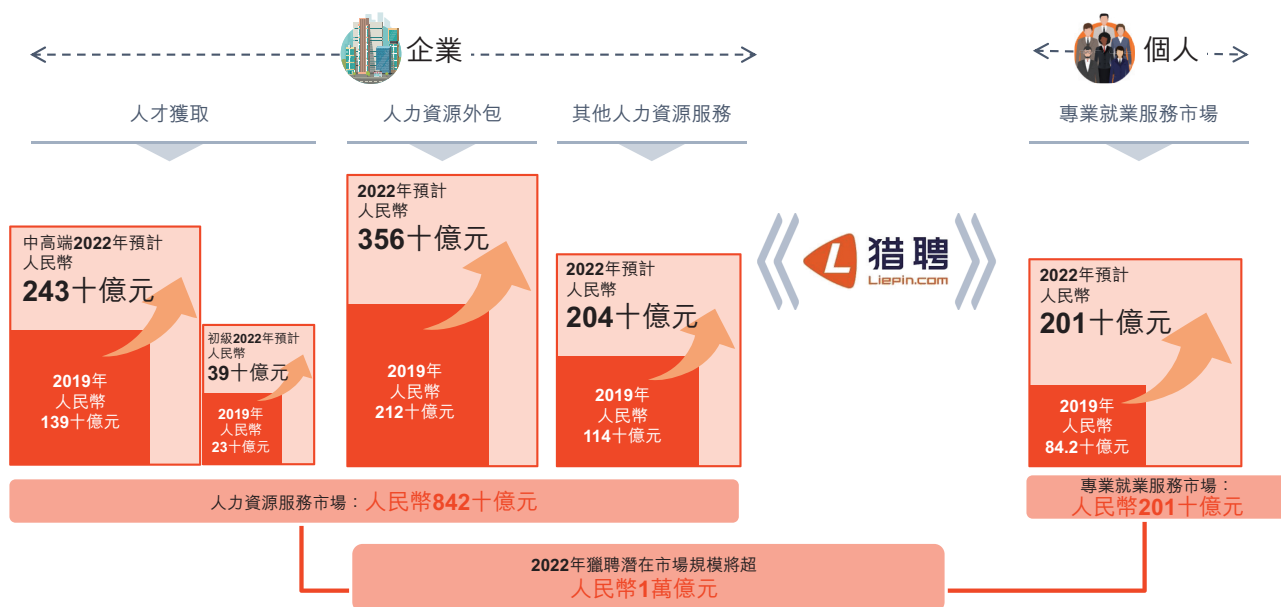 企業
個人
人才獲取
人力資源外包
其他人力資源服務
專業就業服務市場
中高端2022年預計
人民幣
243十億元
2019年
人民幣
139十億元
初級2022年預計
人民幣
39十億元
2019年
人民幣
23十億元
2022年預計
人民幣
356十億元
2019年
人民幣
212十億元
2022年預計
人民幣
204十億元
2019年
人民幣
114十億元
L
猎聘
Liepin.com
2022年預計
人民幣
201十億元
2019年
人民幣
84.2十億元
人力資源服務市場：人民幣842十億元
專業就業服務市場：
人民幣201十億元
2022年獵聘潛在市場規模將超
人民幣1萬億元